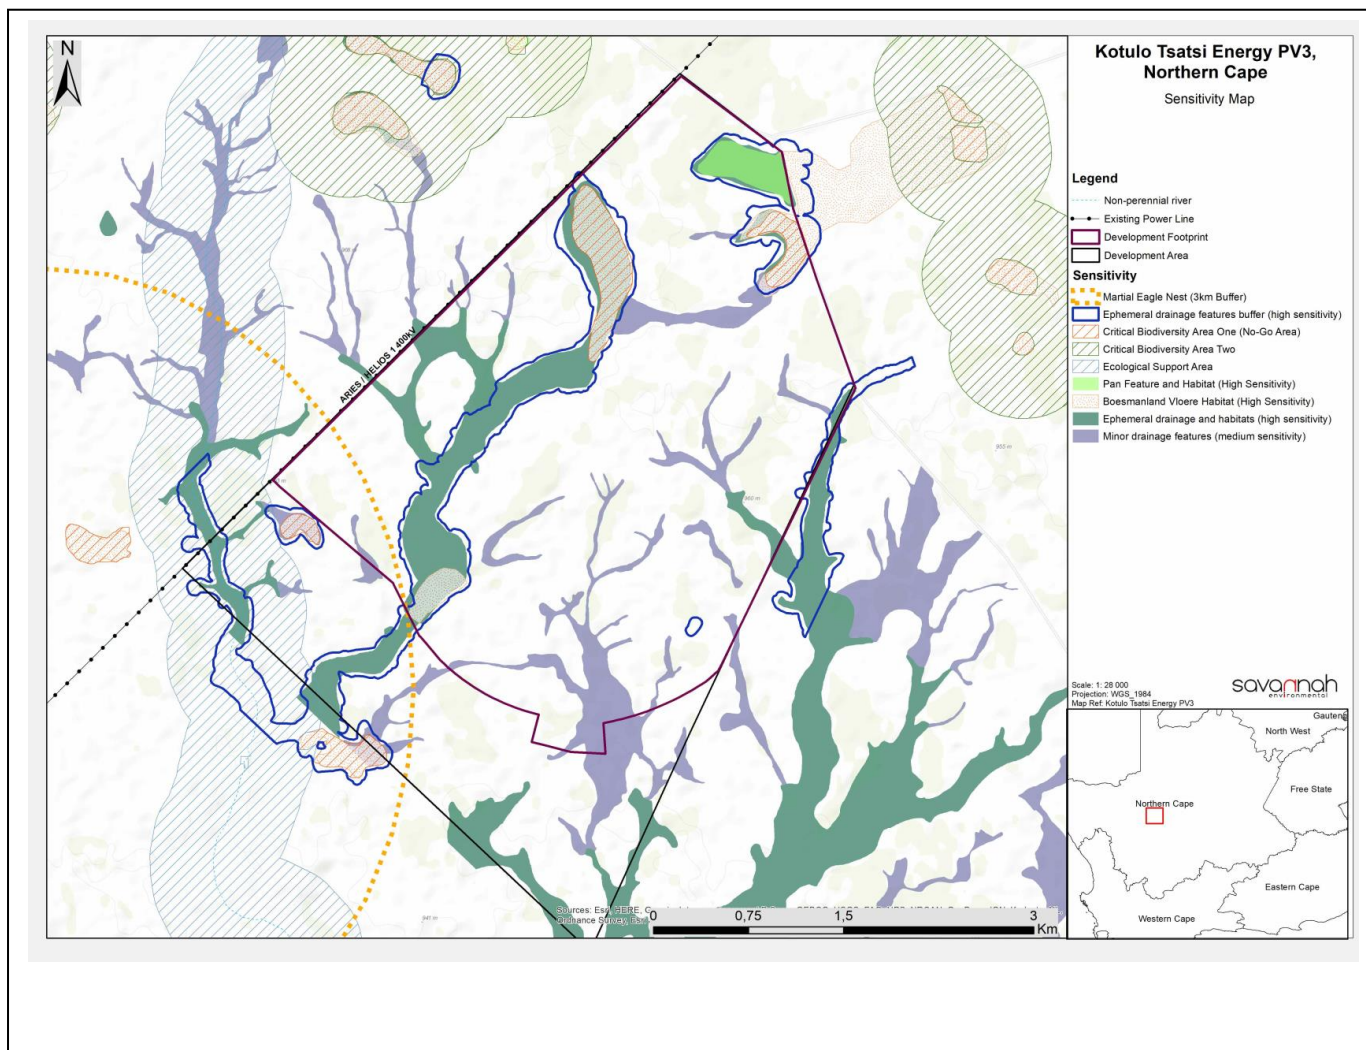 Kotulo Tsatsi Energy PV3,
Northern Cape
Sensitivity Map
N
ARIES / HELIOS 1 400kV
Legend
Non-perennial river
Existing Power Line
Development Footprint
Development Area
Sensitivity
Martial Eagle Nest (3km Buffer)
Ephemeral drainage features buffer (high sensitivity)
Critical Biodiversity Area One (No-Go Area)
Critical Biodiversity Area Two
Ecological Support Area
Pan Feature and Habitat (High Sensitivity)
Boesmanland Vloere Habitat (High Sensitivity)
Ephemeral drainage and habitats (high sensitivity)
Minor drainage features (medium sensitivity)
Scale: 1: 28 000
Projection: WGS_1984
Map Ref: Kotulo Tsatsi Energy PV3
savannah
environmental
Sources: Esri, HERE,
Ordnance Survey,
0 0,75 1,5 3
Km
Gauteng
North West
Free State
Northern Cape
Eastern Cape
Western Cape